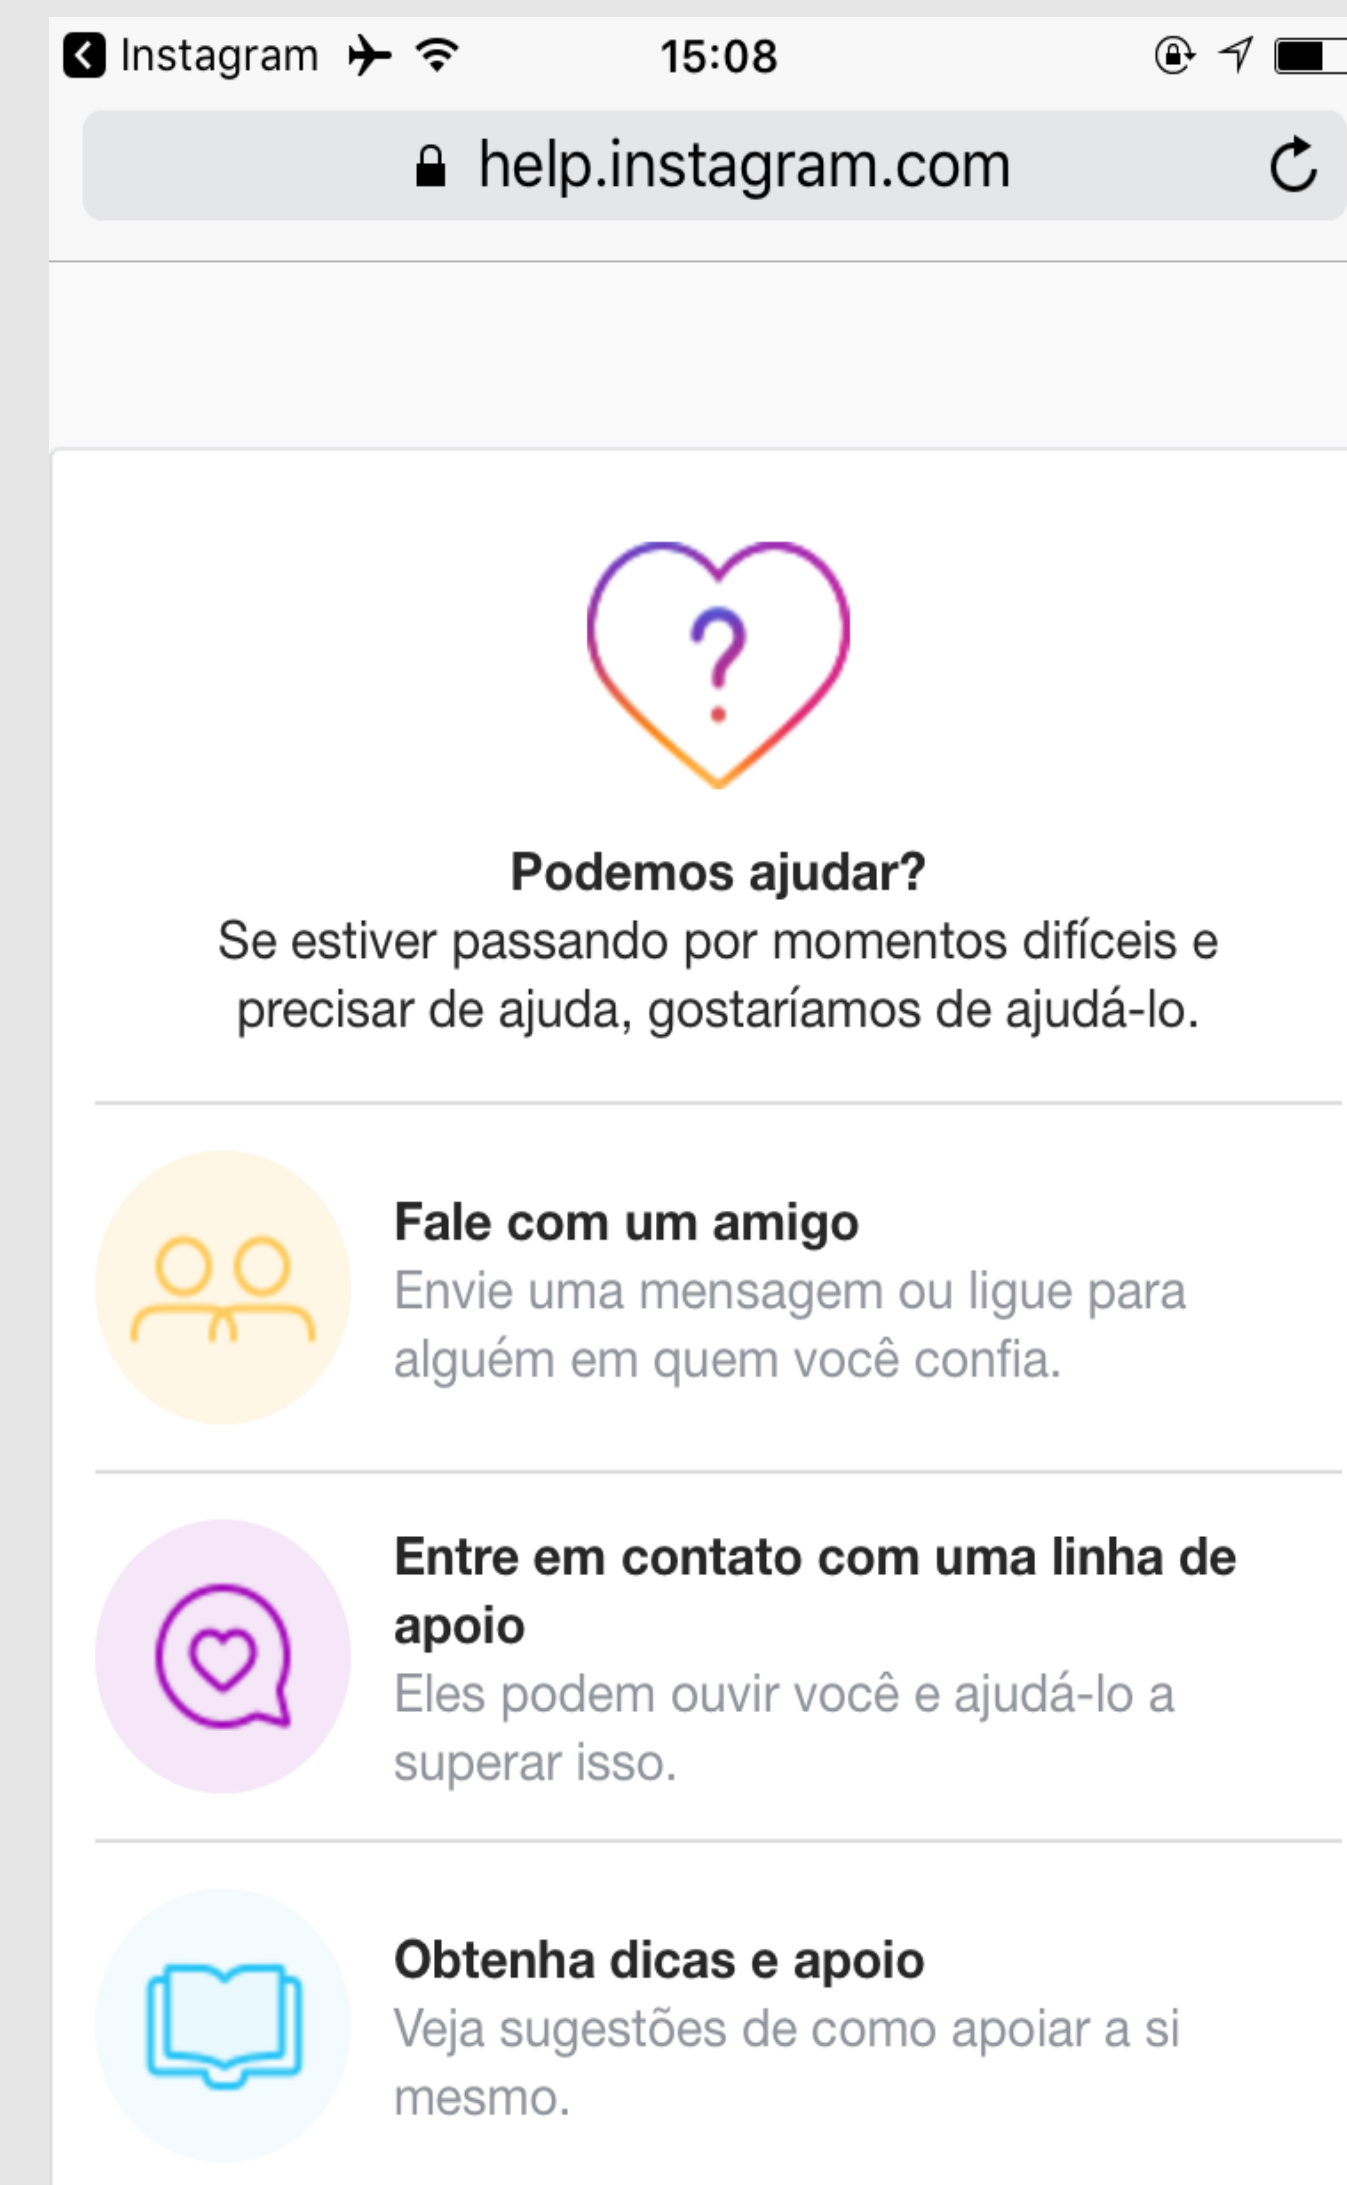 Instagram 15:08
help.instagram.com
?
Podemos ajudar?
Se estiver passando por momentos difíceis e
precisar de ajuda, gostaríamos de ajudá-lo.
Fale com um amigo
Envie uma mensagem ou ligue para
alguém em quem você confia.
Entre em contato com uma linha de
apoio
Eles podem ouvir você e ajudá-lo a
superar isso.
Obtenha dicas e apoio
Veja sugestões de como apoiar a si
mesmo.